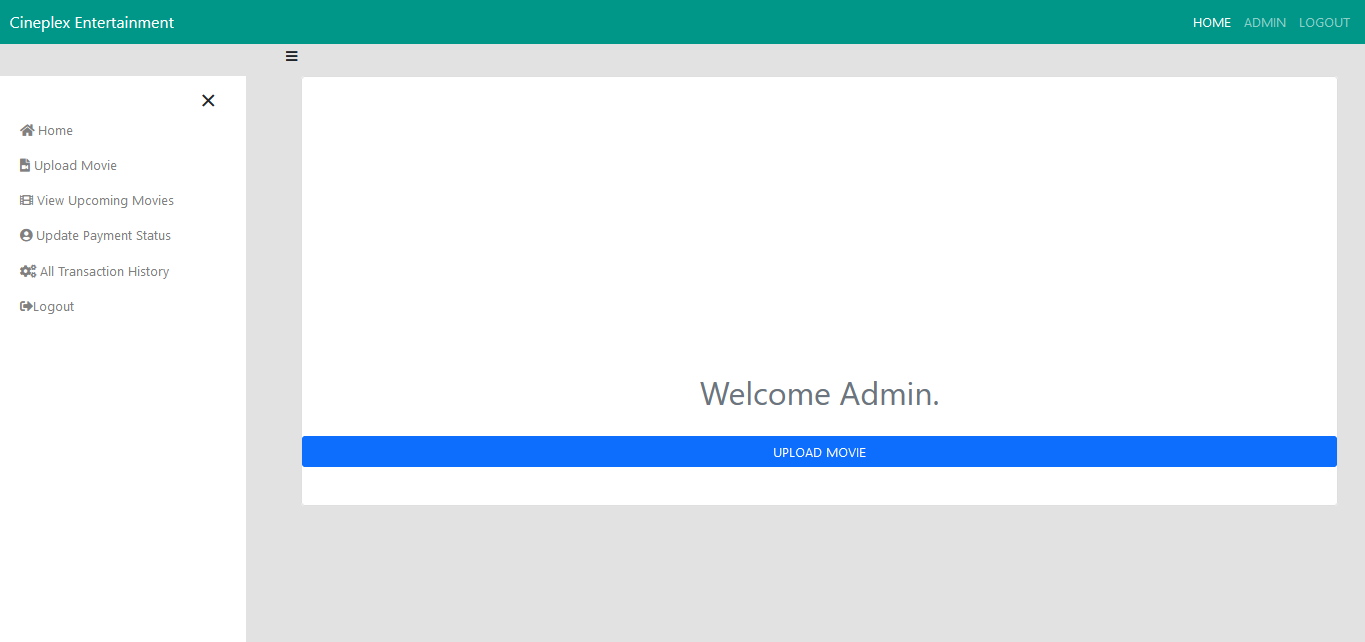 Cineplex Entertainment
HOME ADMIN LOGOUT
Home
Upload Movie
View Upcoming Movies
Update Payment Status
All Transaction History
Logout
Welcome Admin.
UPLOAD MOVIE